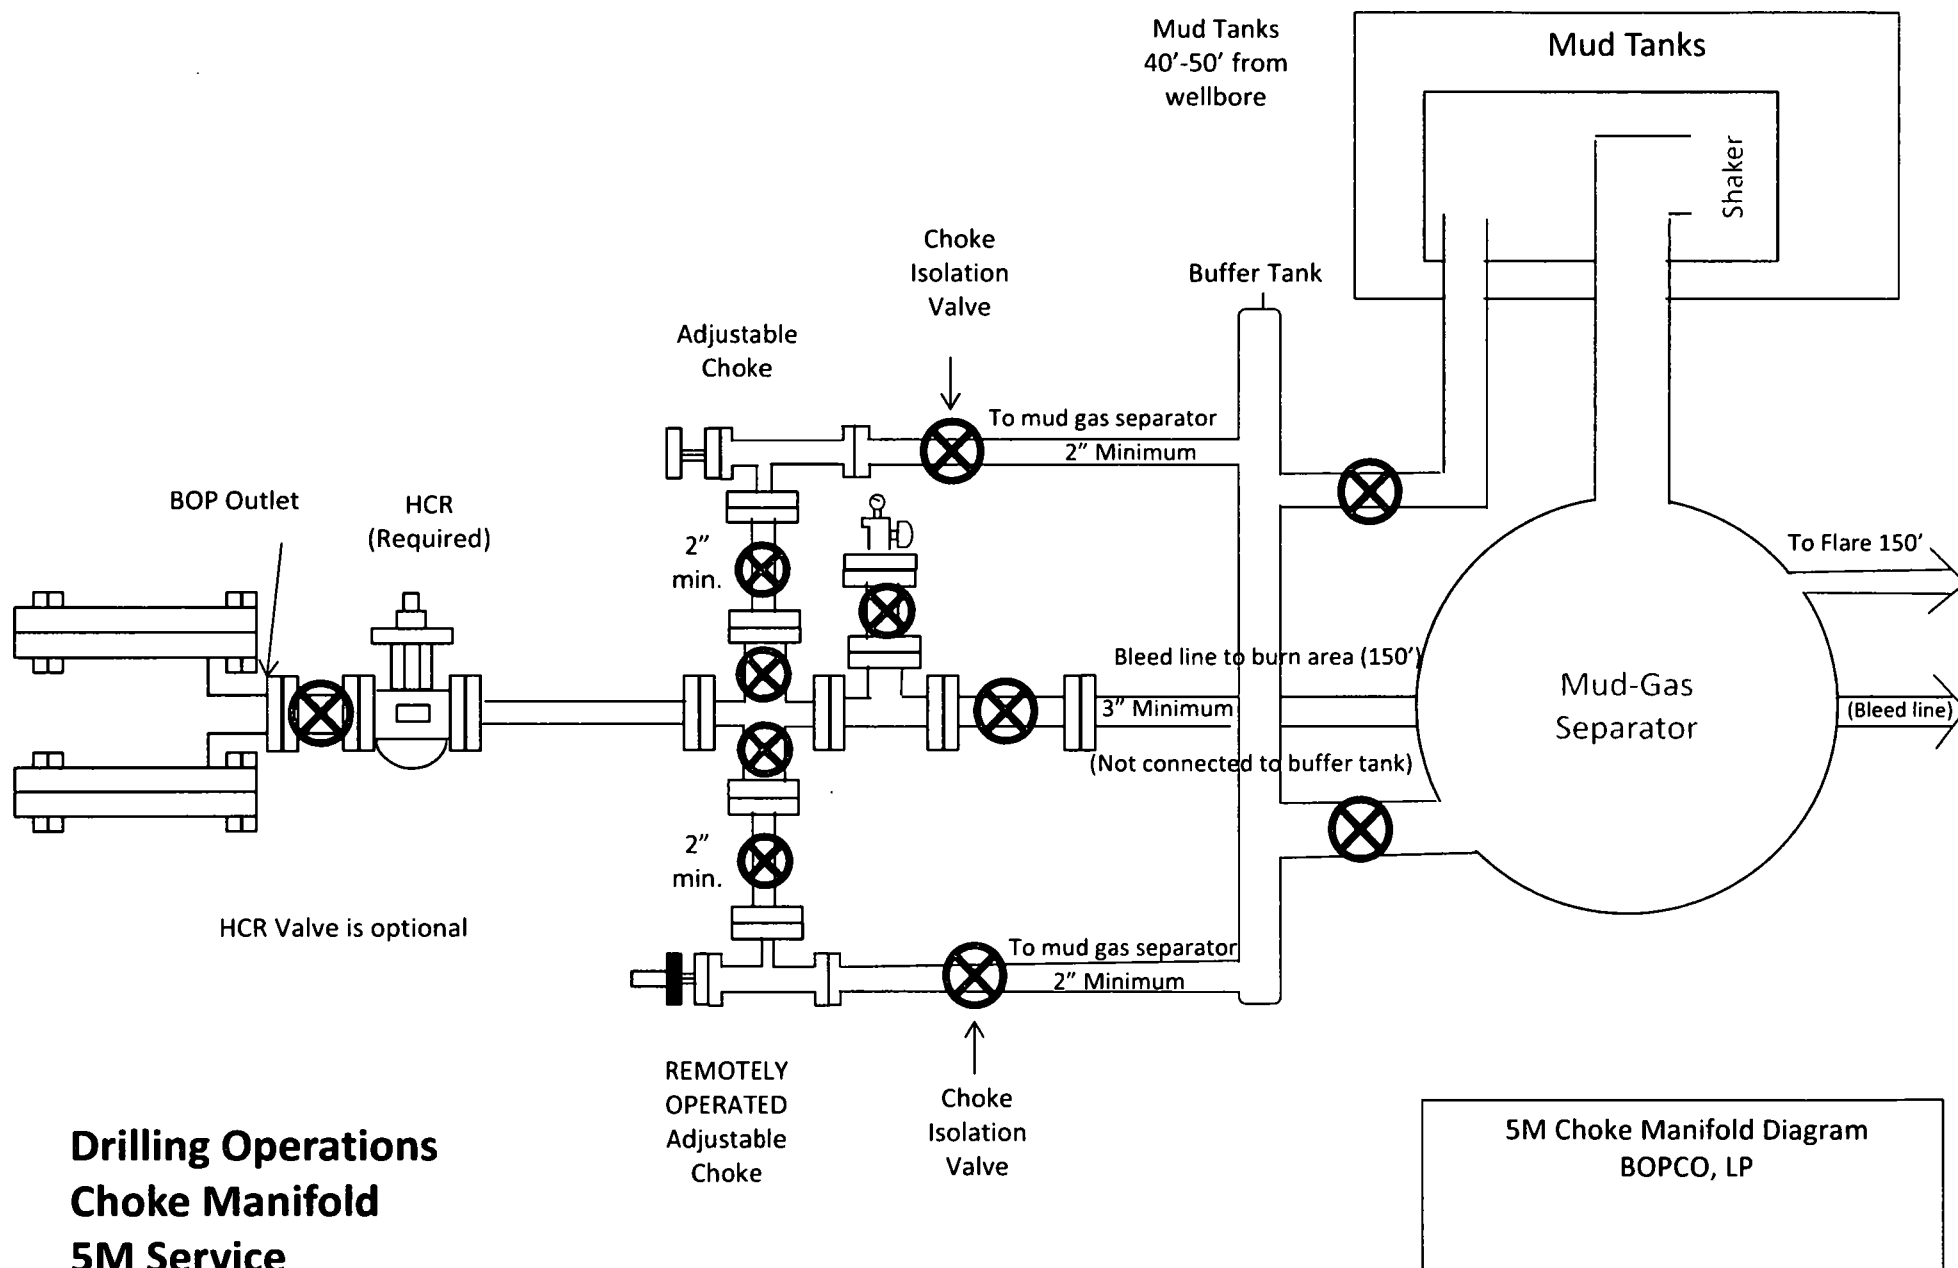 Mud Tanks
40’-50’ from
wellbore
Mud Tanks
Shaker
Choke
Isolation
Valve
Buffer Tank
Adjustable
Choke
To mud gas separator
2” Minimum
BOP Outlet
HCR
(Required)
2”
min.
To Flare 150’
Bleed line to burn area (150’)
3” Minimum
(Not connected to buffer tank)
Mud-Gas
Separator
(Bleed line)
2”
min.
HCR Valve is optional
To mud gas separator
2” Minimum
REMOTELY
OPERATED
Adjustable
Choke
Choke
Isolation
Valve
Drilling Operations
Choke Manifold
5M Service
5M Choke Manifold Diagram
BOPCO, LP